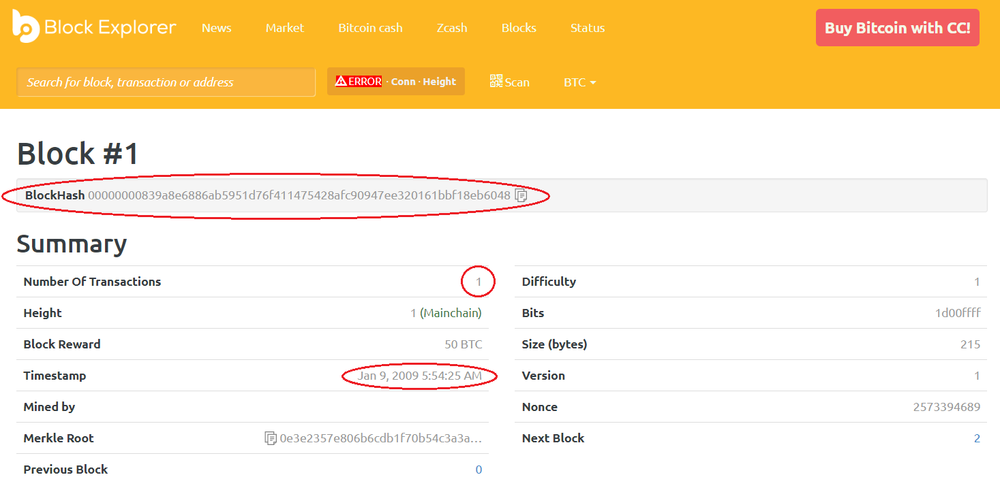 Block Explorer News Market Bitcoin cash Zcash Blocks Status Buy Bitcoin with CC!
Search for block, transaction or address ERROR · Conn · Height Scan BTC
Block #1
BlockHash 00000000839a8e6886ab5951d76f411475428afc90947ee320161bbf18eb6048
Summary
Number Of Transactions 1
Height 1 (Mainchain)
Block Reward 50 BTC
Timestamp Jan 9, 2009 5:54:25 AM
Mined by
Merkle Root 0e3e2357e806b6cdb1f70b54c3a3a...
Previous Block 0
Difficulty 1
Bits 1d00ffff
Size (bytes) 215
Version 1
Nonce 2573394689
Next Block 2